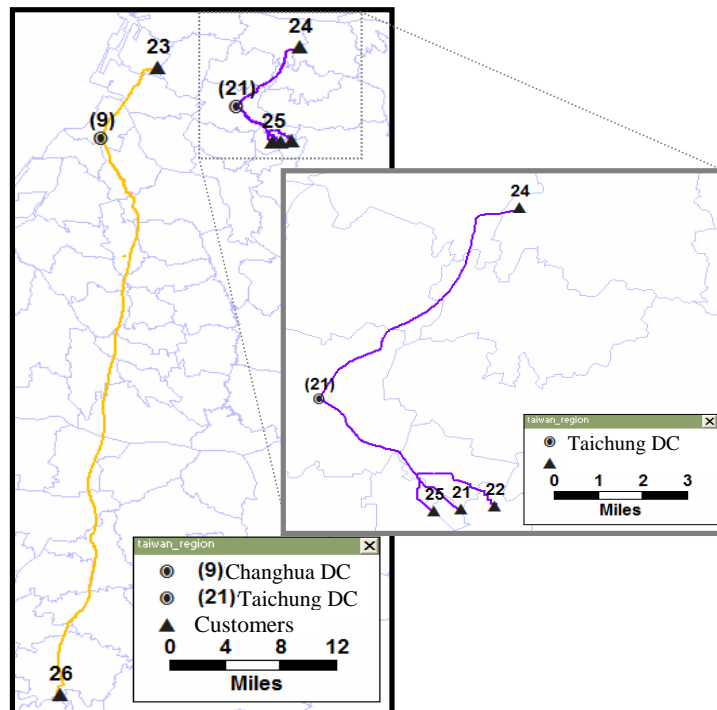 23
24
(21)
(9)
25
24
(21)
25 21 22
taiwan_region
Taichung DC
0 1 2 3
Miles
taiwan_region
(9) Changhua DC
(21) Taichung DC
Customers
0 4 8 12
Miles
26